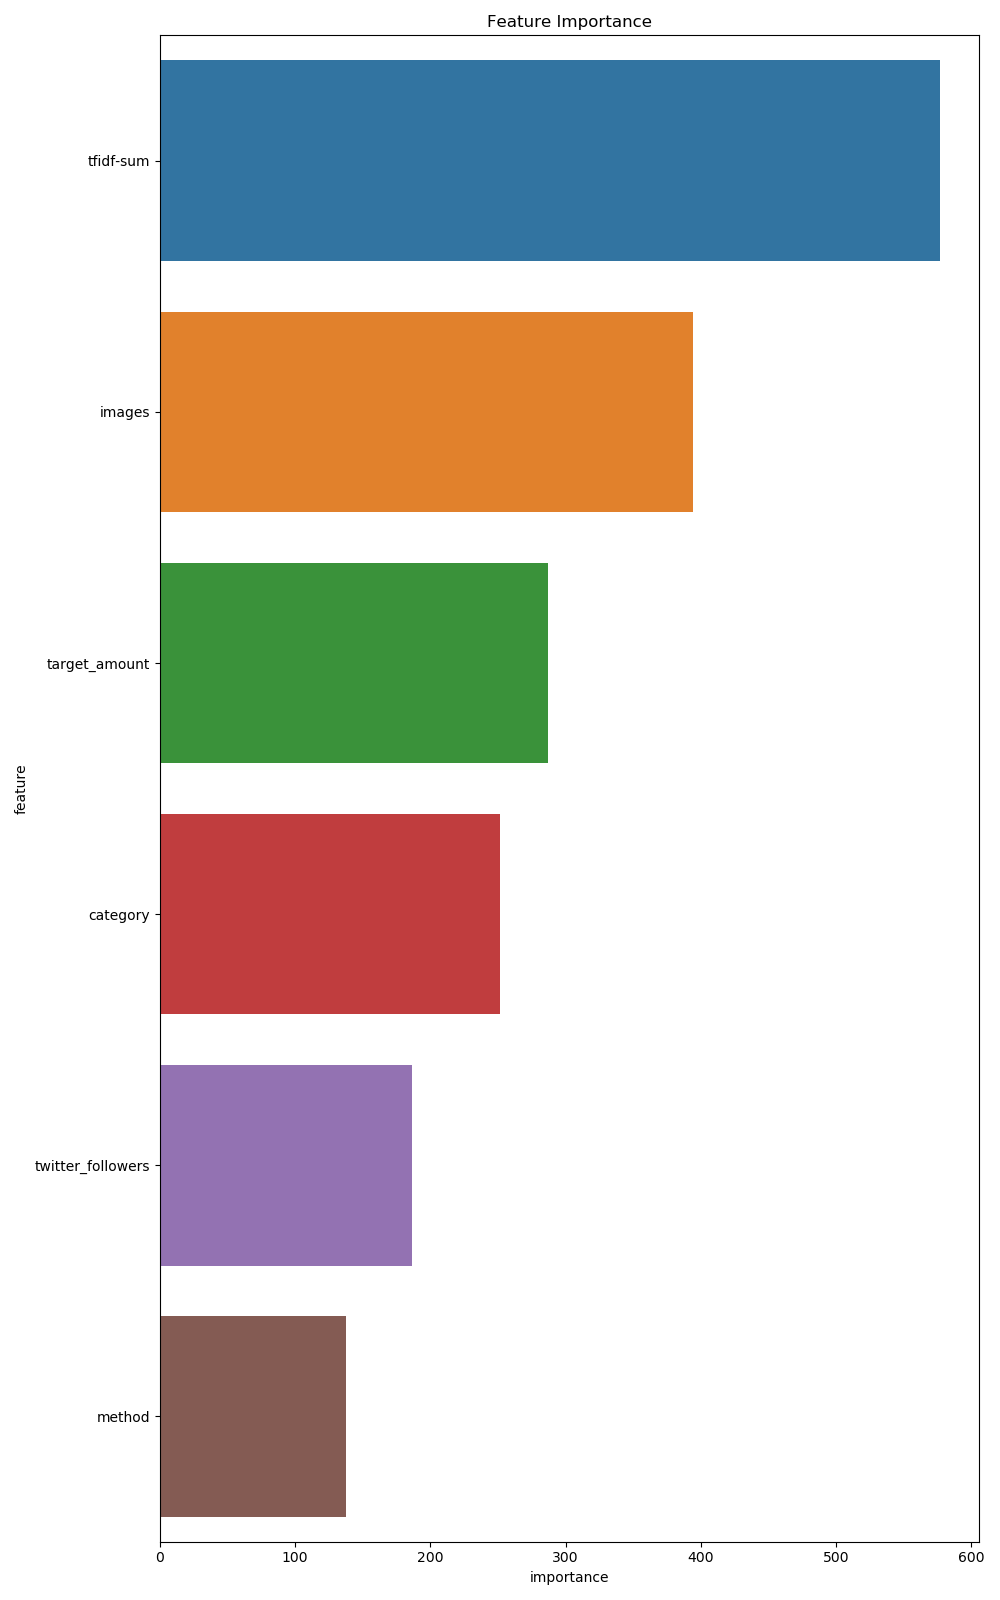 Feature Importance
tfidf-sum
images
target_amount
category
twitter_followers
method
feature
0 100 200 300 400 500 600
importance